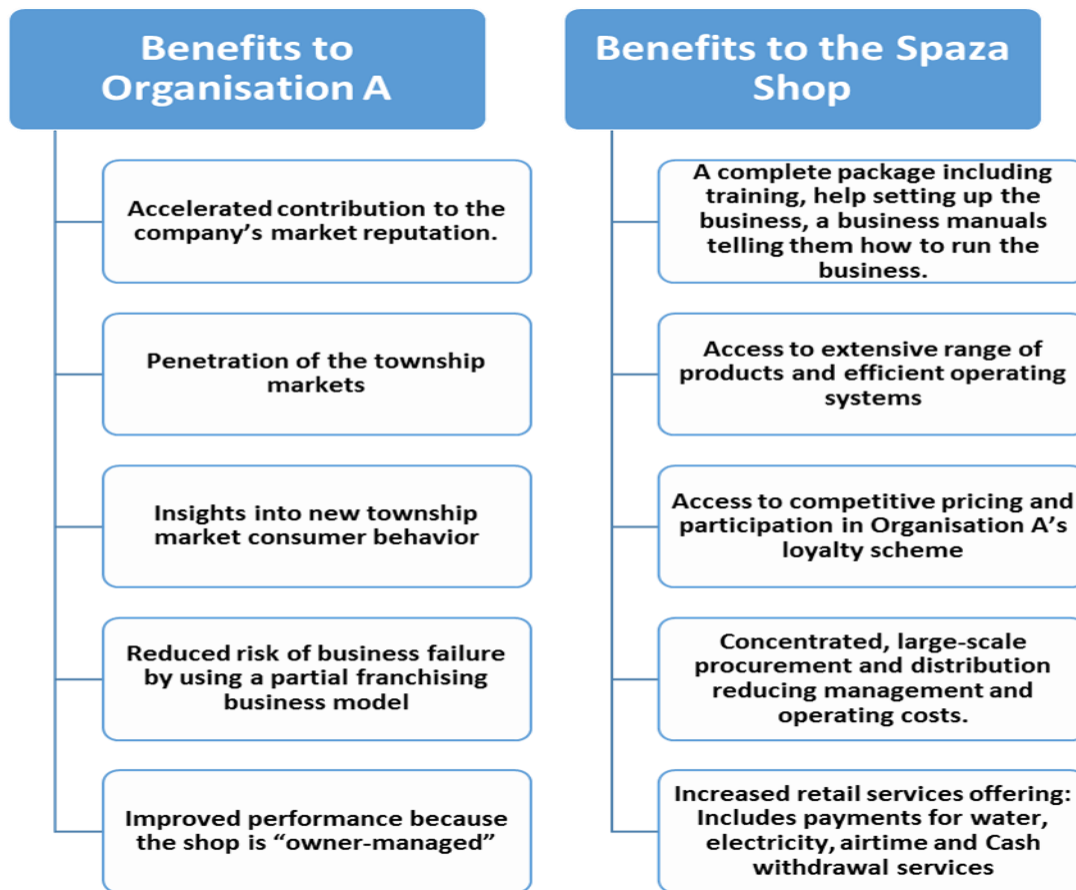 Benefits to
Organisation A
Accelerated contribution to the
company's market reputation.
Penetration of the township
markets
Insights into new township
market consumer behavior
Reduced risk of business failure
by using a partial franchising
business model
Improved performance because
the shop is “owner-managed”
Benefits to the Spaza
Shop
A complete package including
training, help setting up the
business, a business manuals
telling them how to run the
business.
Access to extensive range of
products and efficient operating
systems
Access to competitive pricing and
participation in Organisation A's
loyalty scheme
Concentrated, large-scale
procurement and distribution
reducing management and
operating costs.
Increased retail services offering:
Includes payments for water,
electricity, airtime and Cash
withdrawal services